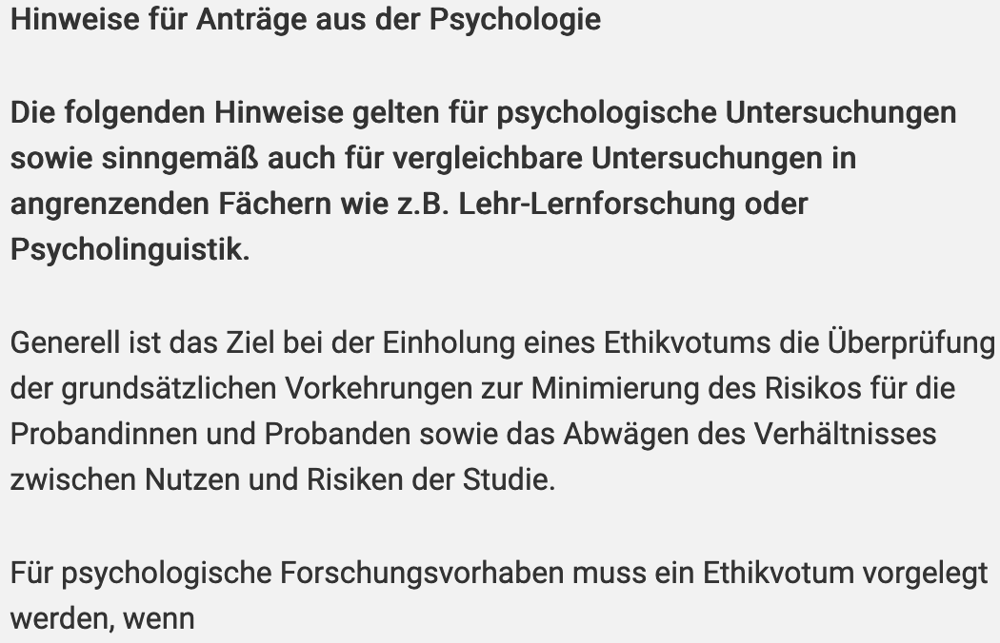 Hinweise für Anträge aus der Psychologie
Die folgenden Hinweise gelten für psychologische Untersuchungen
sowie sinngemäß auch für vergleichbare Untersuchungen in
angrenzenden Fächern wie z.B. Lehr-Lernforschung oder
Psycholinguistik.
Generell ist das Ziel bei der Einholung eines Ethikvotums die Überprüfung
der grundsätzlichen Vorkehrungen zur Minimierung des Risikos für die
Probandinnen und Probanden sowie das Abwägen des Verhältnisses
zwischen Nutzen und Risiken der Studie.
Für psychologische Forschungsvorhaben muss ein Ethikvotum vorgelegt
werden, wenn